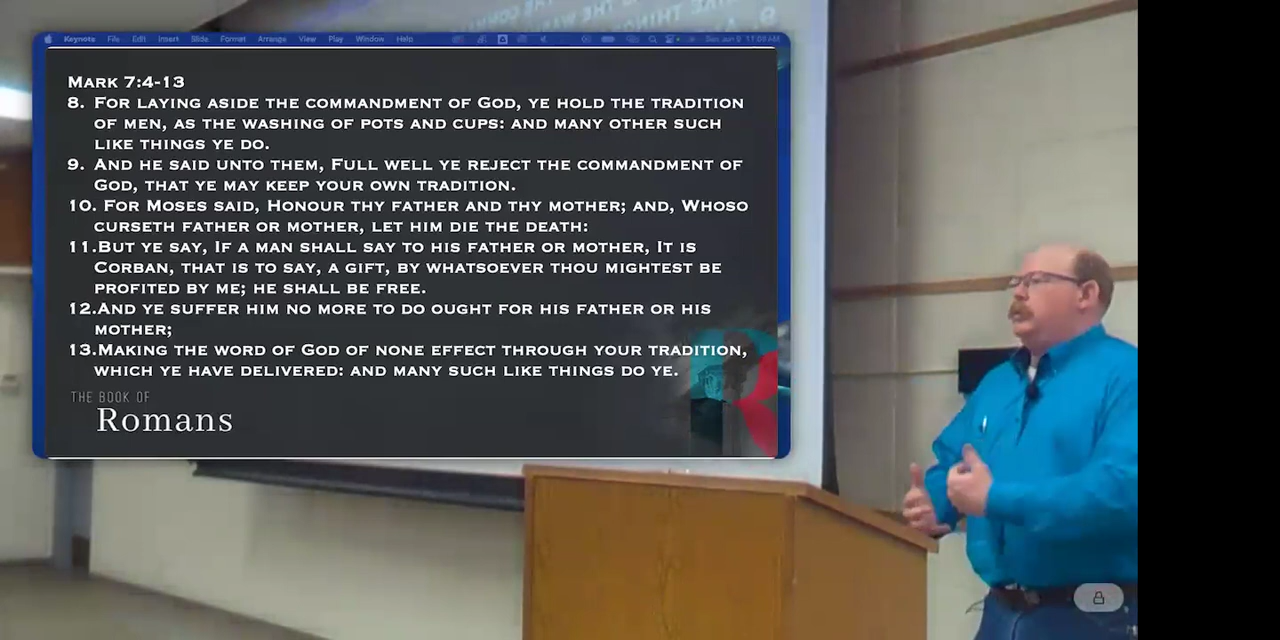 Keynote File Edit Insert Slide Format Arrange View Play Window Help Sun Jun 9 11:09 AM
Mark 7:4-13
8. For laying aside the commandment of God, ye hold the tradition
of men, as the washing of pots and cups: and many other such
like things ye do.
9. And he said unto them, Full well ye reject the commandment of
God, that ye may keep your own tradition.
10. For Moses said, Honour thy father and thy mother; and, Whoso
curseth father or mother, let him die the death:
11.But ye say, If a man shall say to his father or mother, It is
Corban, that is to say, a gift, by whatsoever thou mightest be
profited by me; he shall be free.
12.And ye suffer him no more to do ought for his father or his
mother;
13.Making the word of God of none effect through your tradition,
which ye have delivered: and many such like things do ye.
THE BOOK OF
Romans